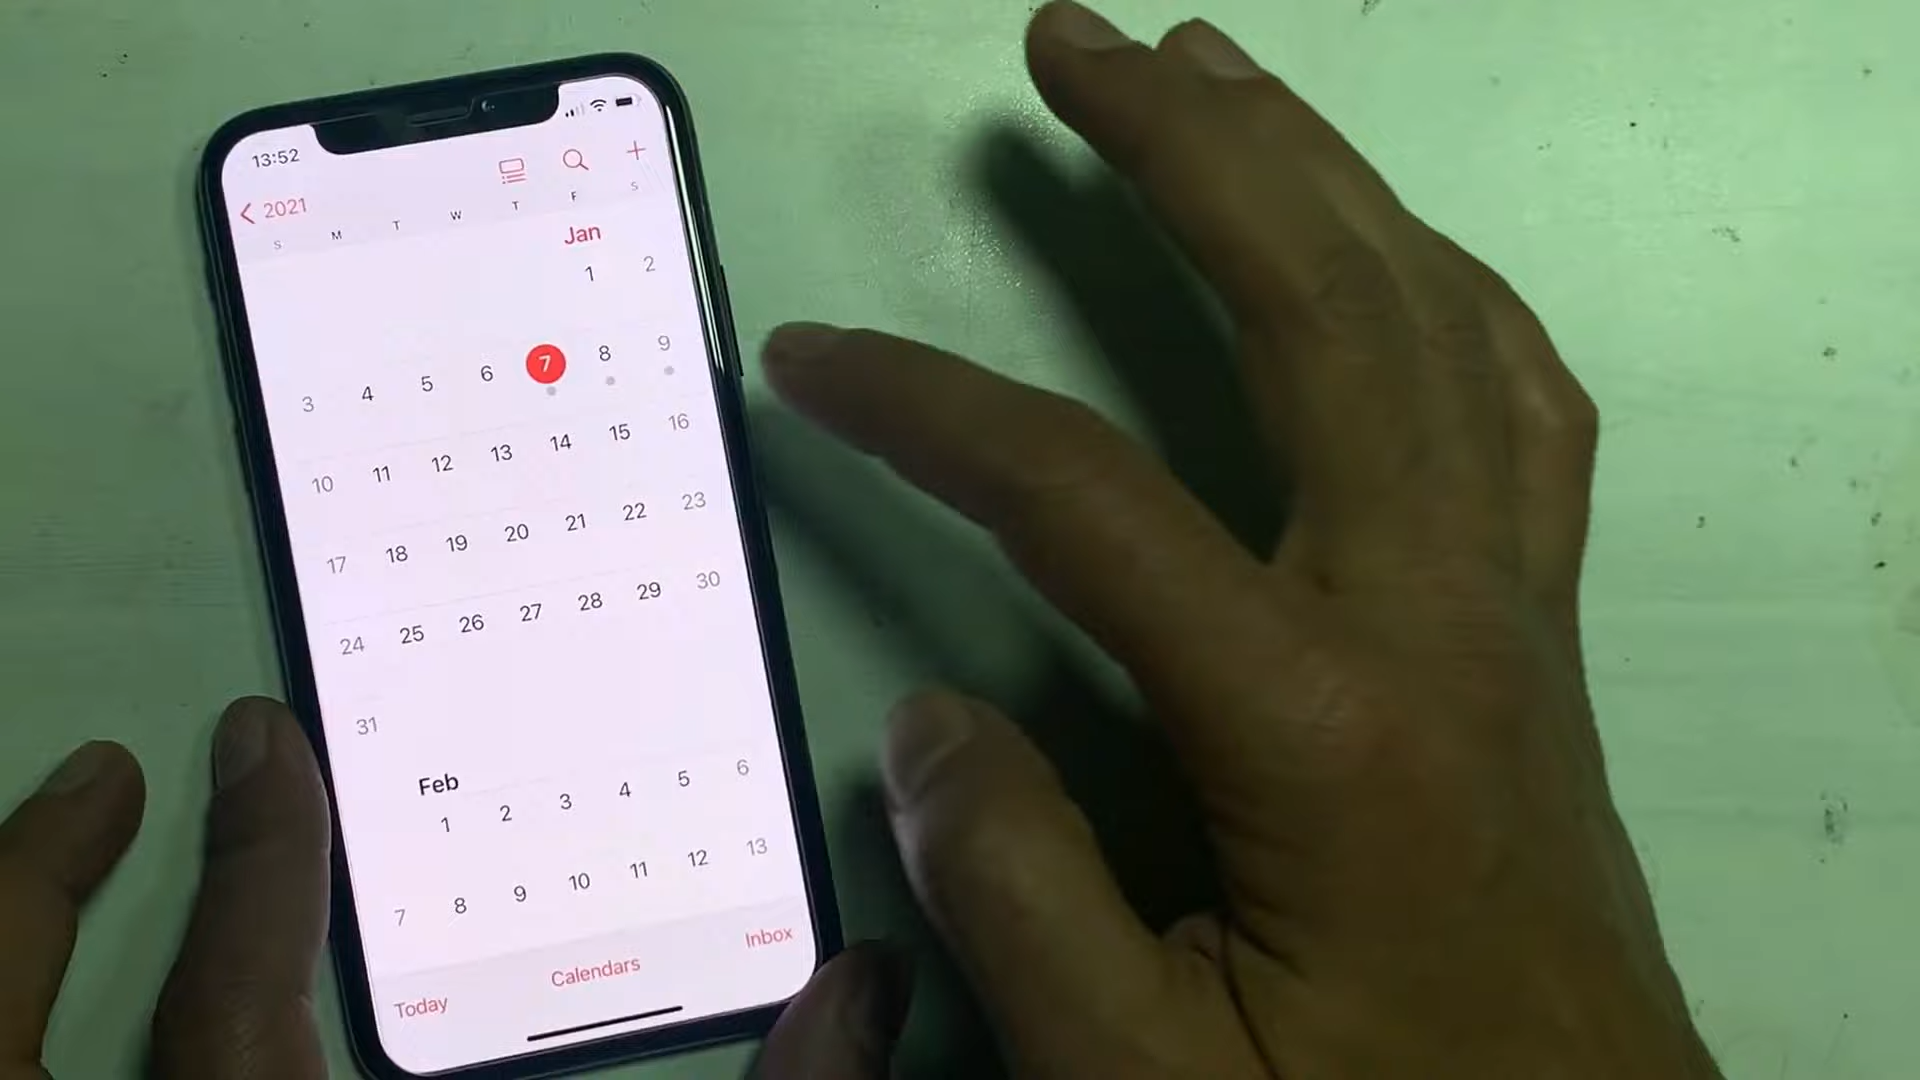 13:52
2021
S M T W T F S
Jan
1 2
3 4 5 6 7 8 9
10 11 12 13 14 15 16
17 18 19 20 21 22 23
24 25 26 27 28 29 30
31
Feb
1 2 3 4 5 6
7 8 9 10 11 12 13
Today Calendars Inbox